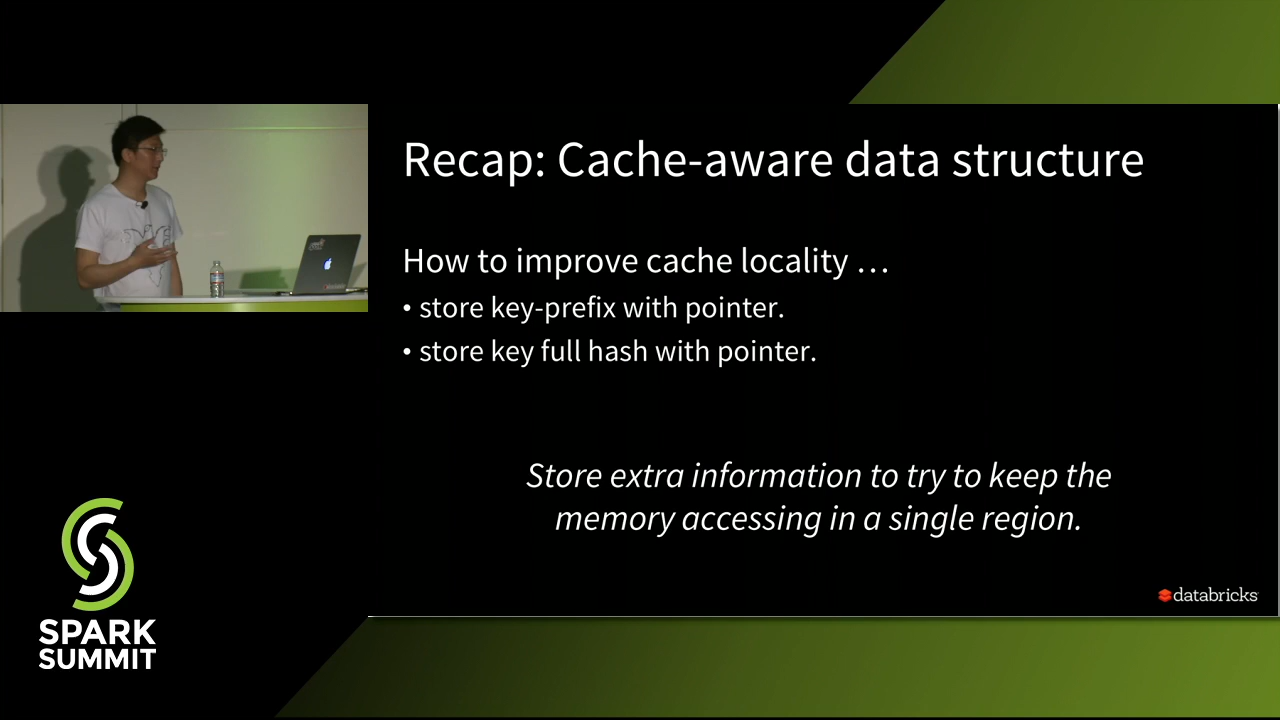 Recap: Cache-aware data structure
How to improve cache locality …
• store key-prefix with pointer.
• store key full hash with pointer.
Store extra information to try to keep the
memory accessing in a single region.
databricks
SPARK
SUMMIT